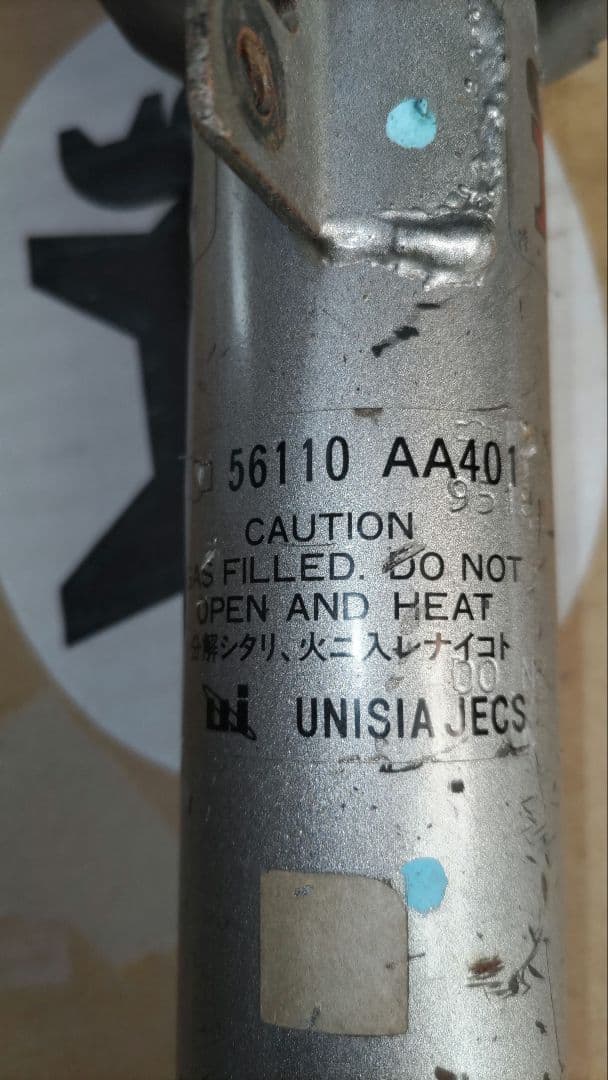 56110 AA401
CAUTION
GAS FILLED. DO NOT
OPEN AND HEAT
分解シタリ、火ニ入レナイコト
UNISIA JECS